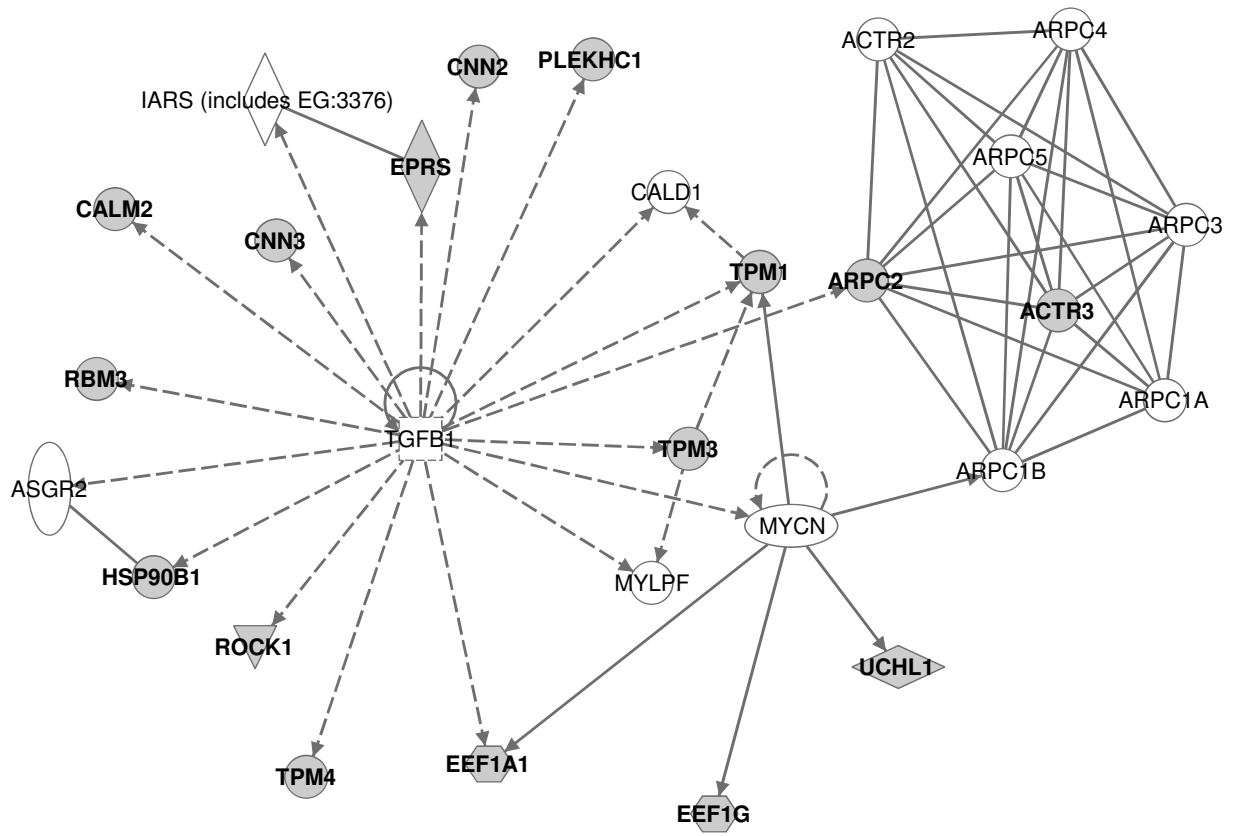 ARPC4
ACTR2
PLEKHC1
CNN2
IARS (includes EG:3376)
ARPC5
EPRS
CALD1
CALM2
ARPC3
CNN3
TPM1
ARPC2
ACTR3
RBM3
ARPC1A
TGFB1
TPM3
ARPC1B
ASGR2
MYCN
HSP90B1
MYLPF
ROCK1
UCHL1
EEF1A1
TPM4
EEF1G